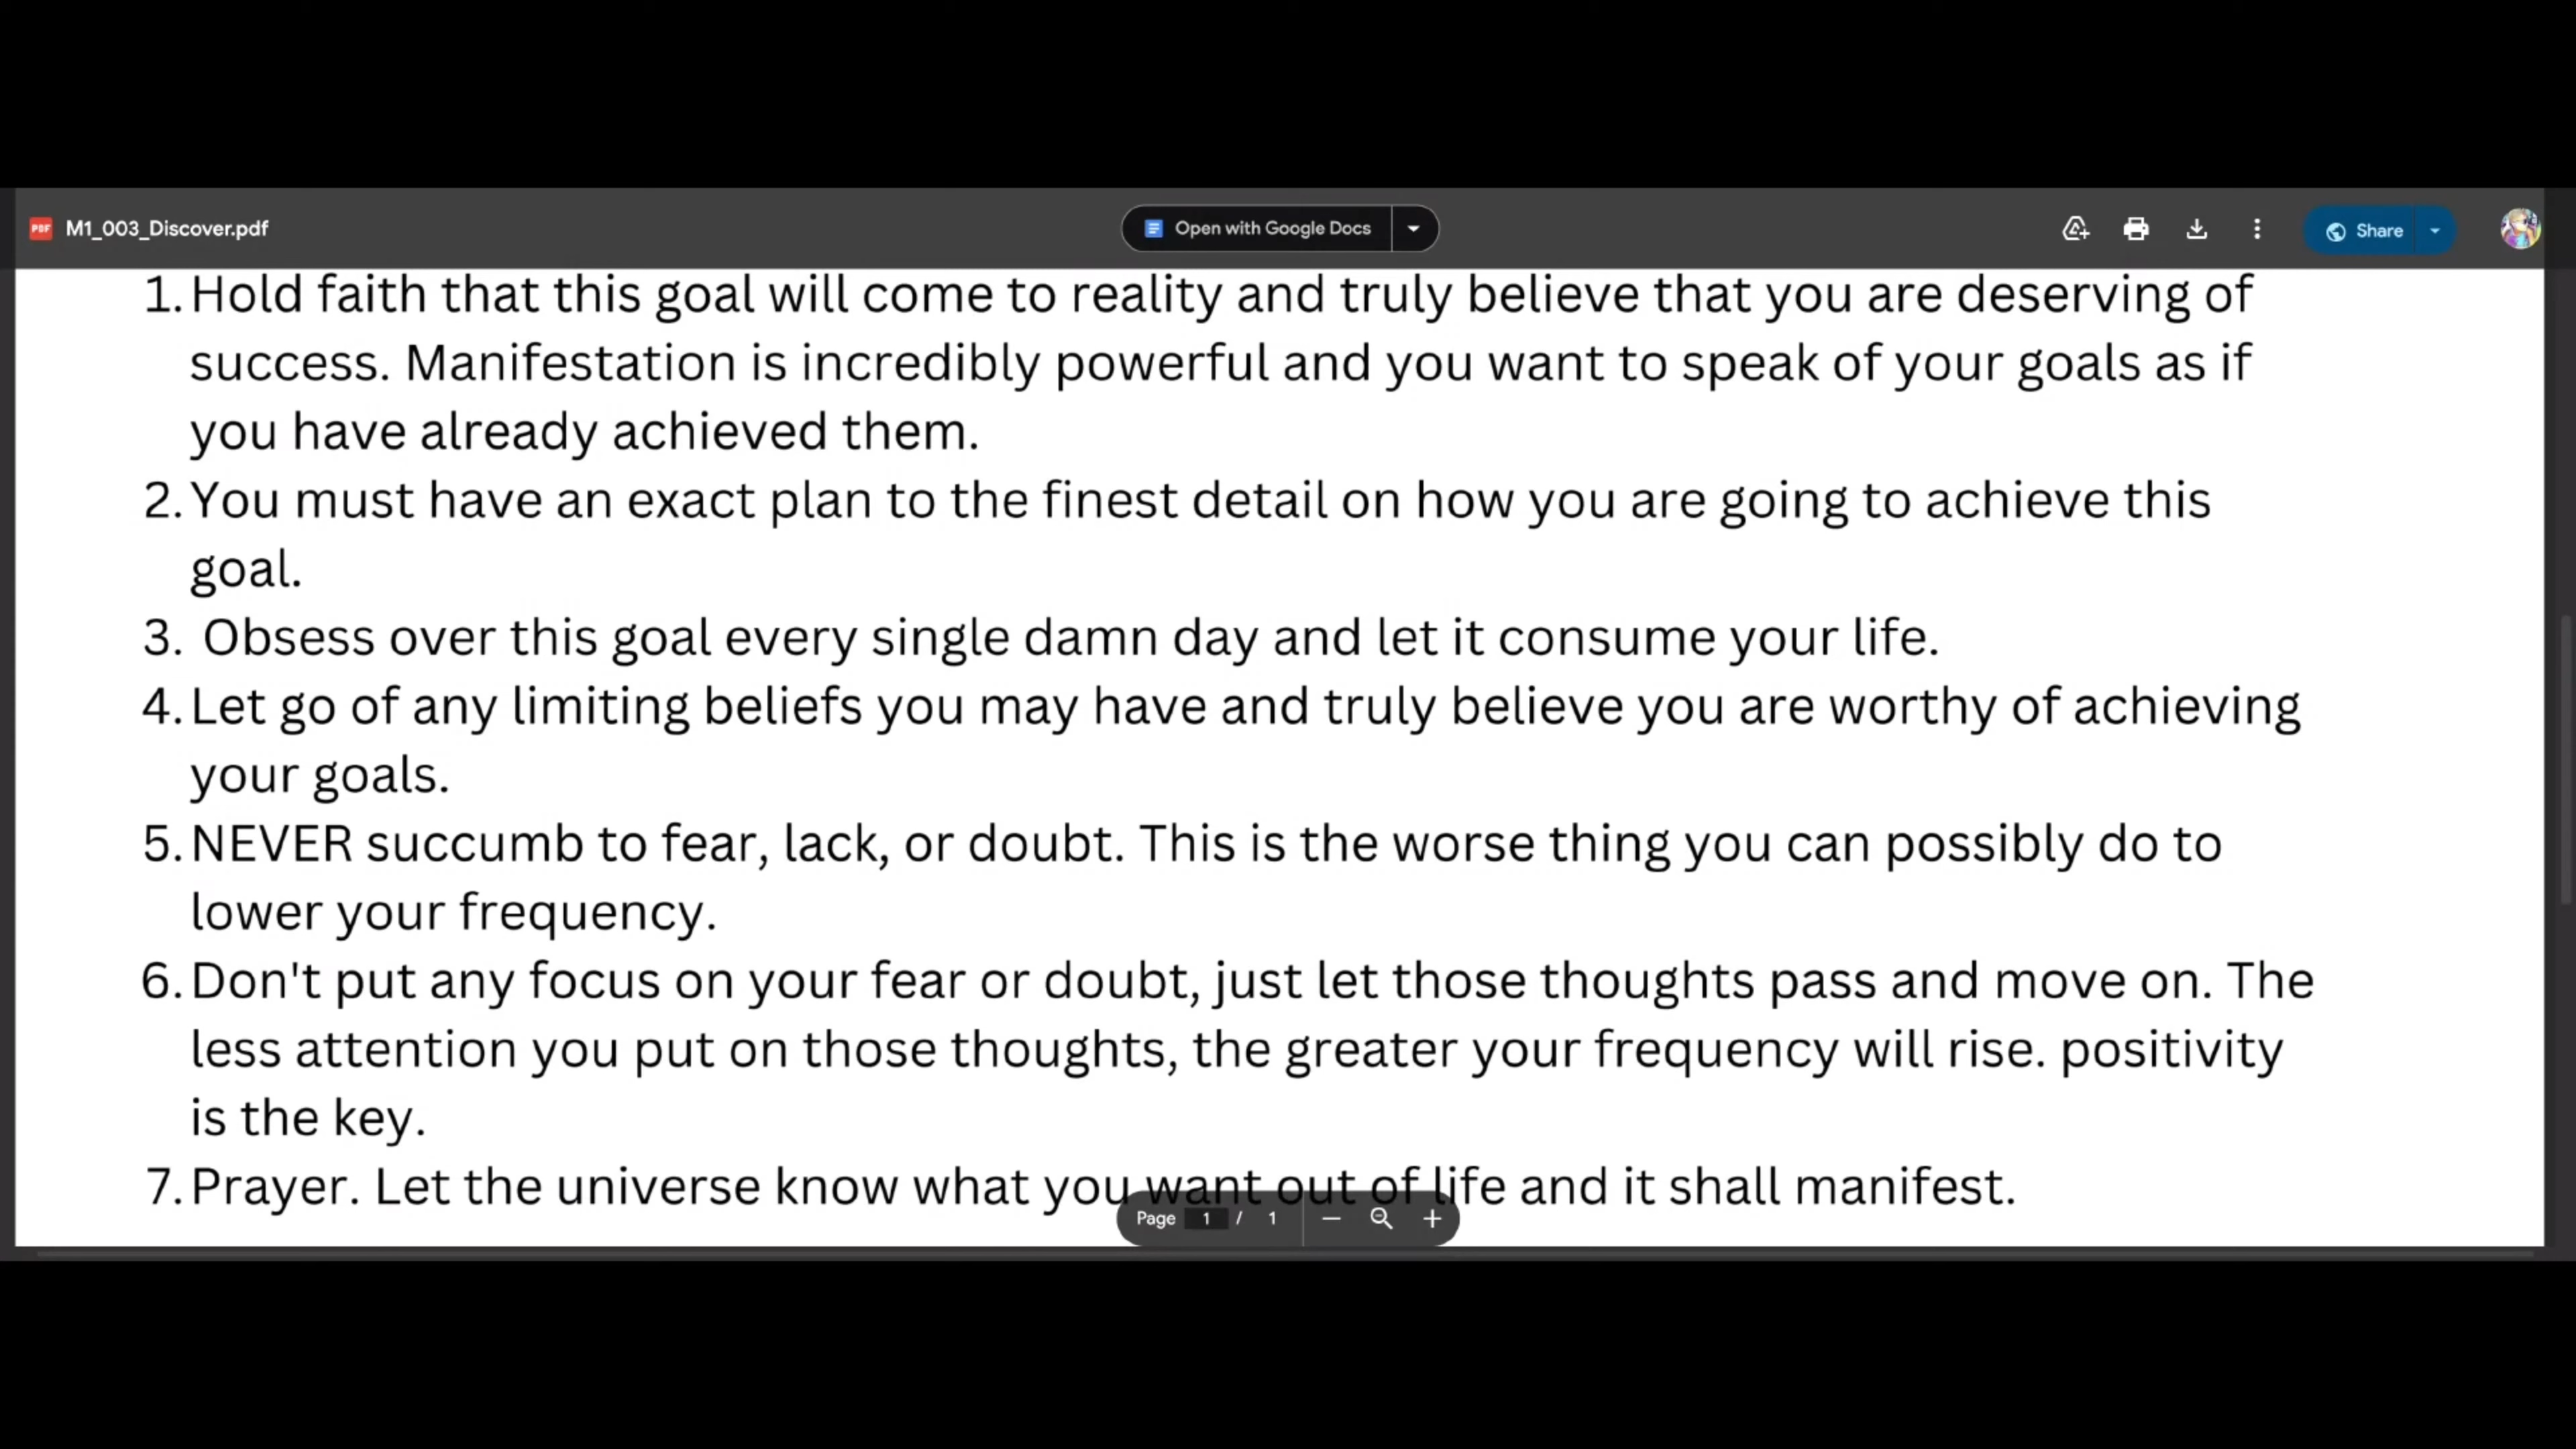 PDF M1_003_Discover.pdf Open with Google Docs Share
1. Hold faith that this goal will come to reality and truly believe that you are deserving of
success. Manifestation is incredibly powerful and you want to speak of your goals as if
you have already achieved them.
2. You must have an exact plan to the finest detail on how you are going to achieve this
goal.
3. Obsess over this goal every single damn day and let it consume your life.
4. Let go of any limiting beliefs you may have and truly believe you are worthy of achieving
your goals.
5. NEVER succumb to fear, lack, or doubt. This is the worse thing you can possibly do to
lower your frequency.
6. Don't put any focus on your fear or doubt, just let those thoughts pass and move on. The
less attention you put on those thoughts, the greater your frequency will rise. positivity
is the key.
7. Prayer. Let the universe know what you want out of life and it shall manifest.
Page 1 / 1